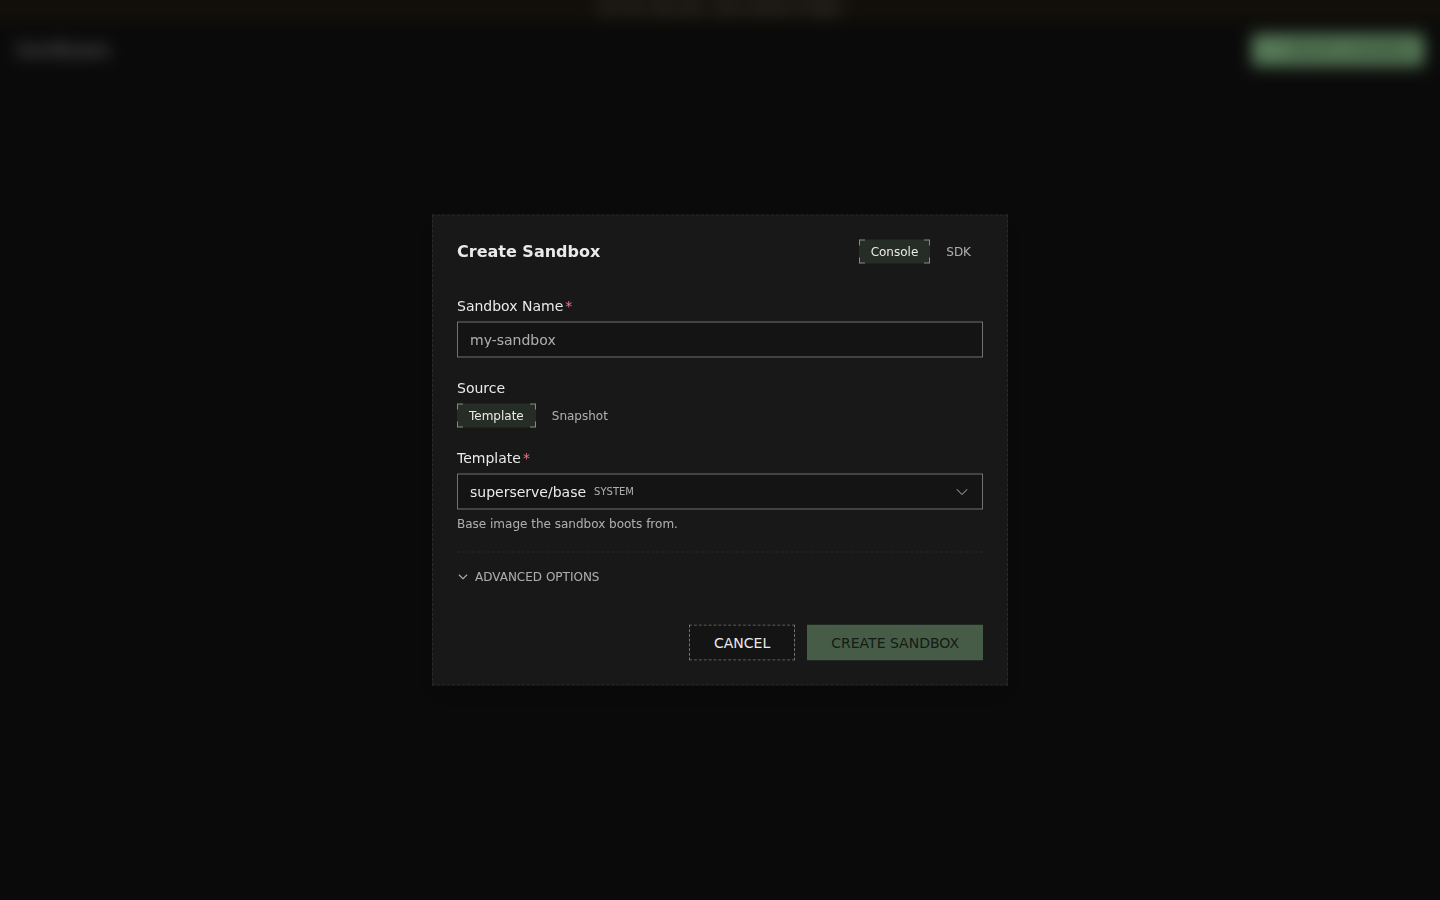 Create Sandbox
Console
SDK
Sandbox Name*
my-sandbox
Source
Template
Snapshot
Template*
superserve/base SYSTEM
Base image the sandbox boots from.
ADVANCED OPTIONS
CANCEL
CREATE SANDBOX